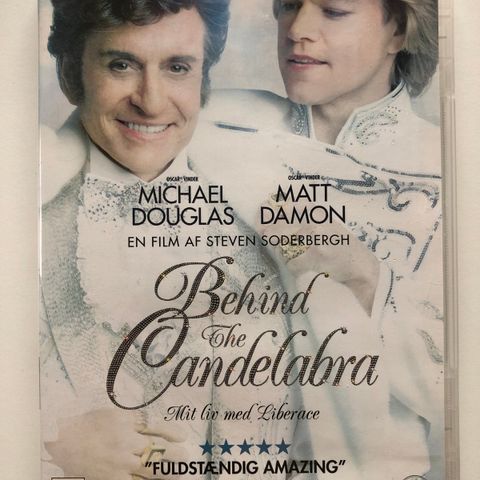 OSCAR® VINDER OSCAR® VINDER
MICHAEL MATT
DOUGLAS DAMON
EN FILM AF STEVEN SODERBERGH
Behind
The
Candelabra
Mit liv med Liberace
"FULDSTÆNDIG AMAZING"